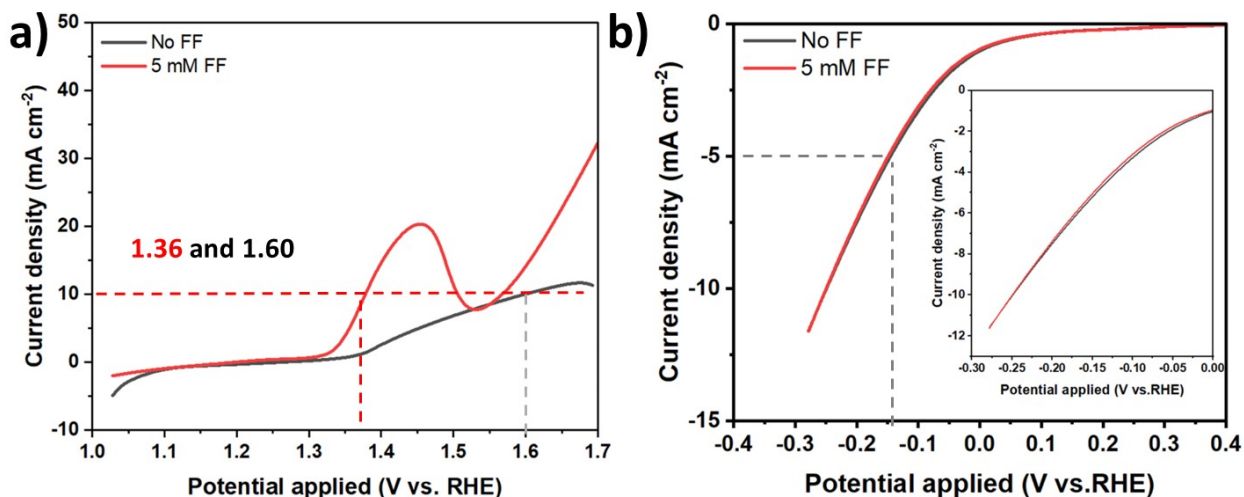 a)
No FF
5 mM FF
1.36 and 1.60
50
40
30
20
10
0
-10
1.0 1.1 1.2 1.3 1.4 1.5 1.6 1.7
Current density (mA cm-2)
Potential applied (V vs. RHE)
b)
No FF
5 mM FF
0
-5
-10
-15
-0.4 -0.3 -0.2 -0.1 0.0 0.1 0.2 0.3 0.4
Current density (mA cm-2)
Potential applied (V vs.RHE)
0
-2
-4
-6
-8
-10
-12
-0.30 -0.25 -0.20 -0.15 -0.10 -0.05 0.00
Current density (mA cm-2)
Potential applied (V vs.RHE)